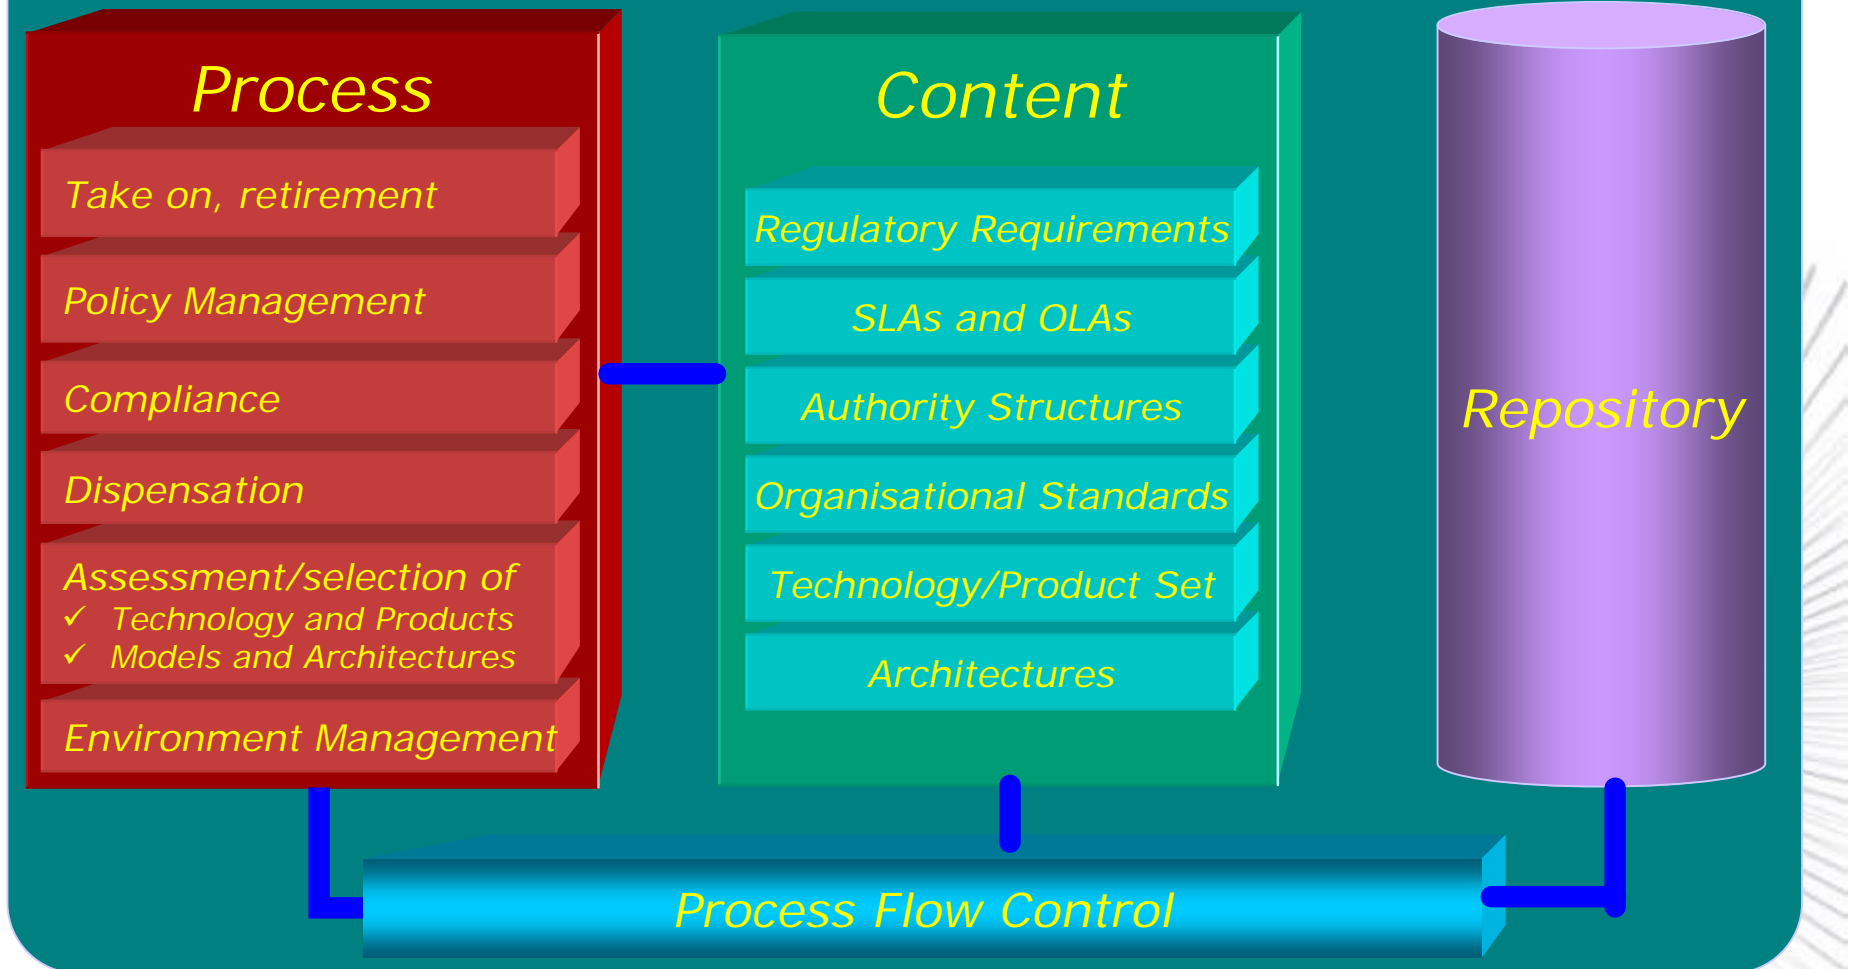 Process
Take on, retirement
Policy Management
Compliance
Dispensation
Assessment/selection of
✓ Technology and Products
✓ Models and Architectures
Environment Management
Content
Regulatory Requirements
SLAs and OLAs
Authority Structures
Organisational Standards
Technology/Product Set
Architectures
Repository
Process Flow Control